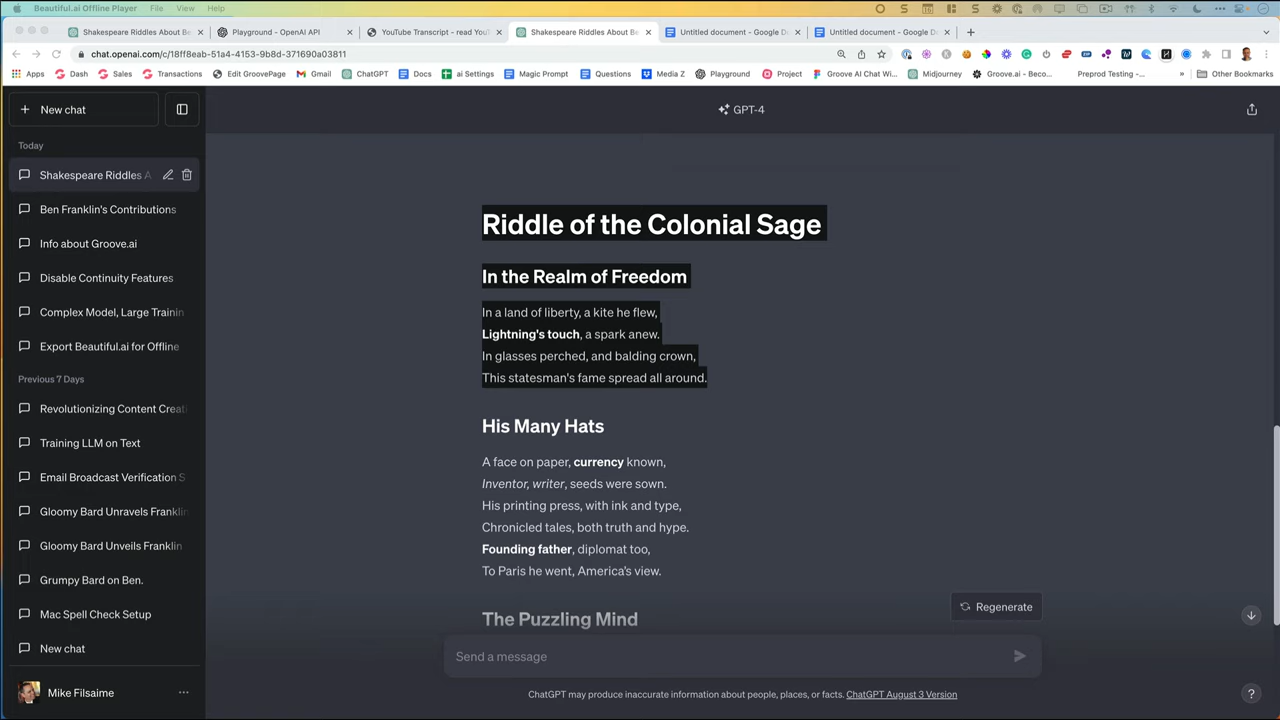 Beautiful.ai Offline Player File View Help
Shakespeare Riddles About Be
Playground - OpenAI API
YouTube Transcript - read You
Shakespeare Riddles About Be
Untitled document - Google D
Untitled document - Google D
chat.openai.com/c/18ff8eab-51a4-4153-9b8d-371690a03811
Apps Dash Sales Transactions Edit GroovePage Gmail ChatGPT Docs ai Settings Magic Prompt Questions Media Z Playground Project Groove AI Chat Wi... Midjourney Groove.ai - Beco... Preprod Testing -... » Other Bookmarks
New chat
GPT-4
Today
Shakespeare Riddles A
Ben Franklin's Contributions
Info about Groove.ai
Disable Continuity Features
Complex Model, Large Trainin
Export Beautiful.ai for Offline
Previous 7 Days
Revolutionizing Content Creati
Training LLM on Text
Email Broadcast Verification S
Gloomy Bard Unravels Franklin
Gloomy Bard Unveils Franklin
Grumpy Bard on Ben.
Mac Spell Check Setup
New chat
Mike Filsaime
Riddle of the Colonial Sage
In the Realm of Freedom
In a land of liberty, a kite he flew,
Lightning's touch, a spark anew.
In glasses perched, and balding crown,
This statesman's fame spread all around.
His Many Hats
A face on paper, currency known,
Inventor, writer, seeds were sown.
His printing press, with ink and type,
Chronicled tales, both truth and hype.
Founding father, diplomat too,
To Paris he went, America's view.
The Puzzling Mind
Regenerate
Send a message
ChatGPT may produce inaccurate information about people, places, or facts. ChatGPT August 3 Version
?